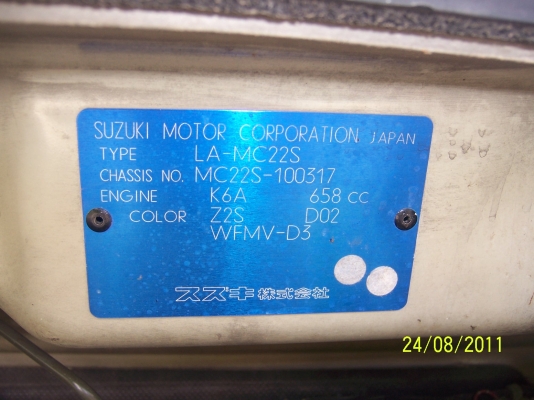 SUZUKI MOTOR CORPORATION JAPAN
TYPE LA-MC22S
CHASSIS NO. MC22S-100317
ENGINE K6A 658 CC
COLOR Z2S D02
WFMV-D3
スズキ株式会社
24/08/2011